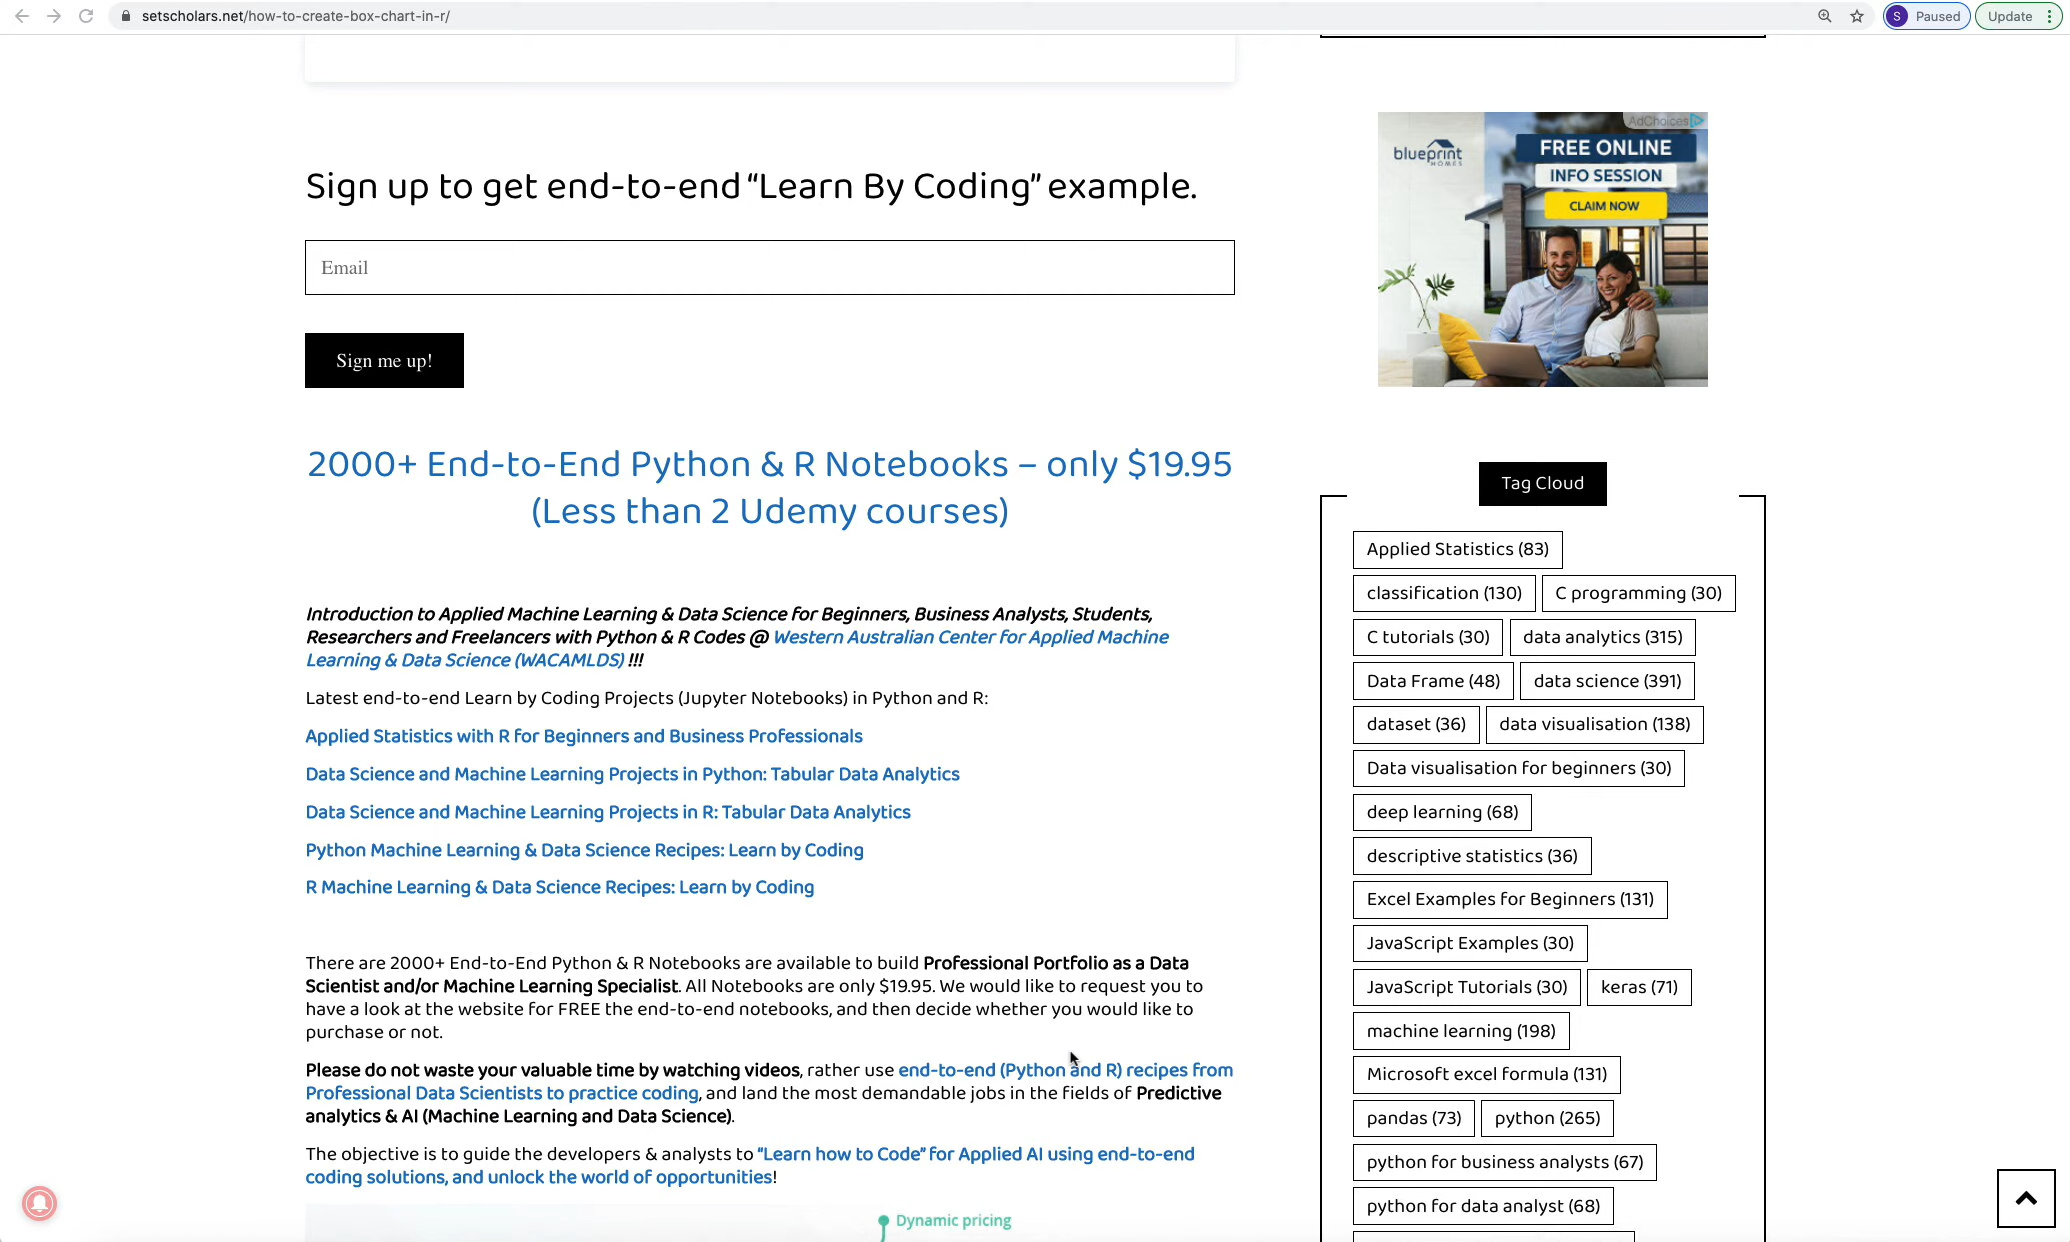 setscholars.net/how-to-create-box-chart-in-r/
S Paused
Update
Sign up to get end-to-end “Learn By Coding” example.
Email
Sign me up!
2000+ End-to-End Python & R Notebooks – only $19.95
(Less than 2 Udemy courses)
Introduction to Applied Machine Learning & Data Science for Beginners, Business Analysts, Students,
Researchers and Freelancers with Python & R Codes @ Western Australian Center for Applied Machine
Learning & Data Science (WACAMLDS) !!!
Latest end-to-end Learn by Coding Projects (Jupyter Notebooks) in Python and R:
Applied Statistics with R for Beginners and Business Professionals
Data Science and Machine Learning Projects in Python: Tabular Data Analytics
Data Science and Machine Learning Projects in R: Tabular Data Analytics
Python Machine Learning & Data Science Recipes: Learn by Coding
R Machine Learning & Data Science Recipes: Learn by Coding
There are 2000+ End-to-End Python & R Notebooks are available to build Professional Portfolio as a Data
Scientist and/or Machine Learning Specialist. All Notebooks are only $19.95. We would like to request you to
have a look at the website for FREE the end-to-end notebooks, and then decide whether you would like to
purchase or not.
Please do not waste your valuable time by watching videos, rather use end-to-end (Python and R) recipes from
Professional Data Scientists to practice coding, and land the most demandable jobs in the fields of Predictive
analytics & AI (Machine Learning and Data Science).
The objective is to guide the developers & analysts to “Learn how to Code” for Applied AI using end-to-end
coding solutions, and unlock the world of opportunities!
Dynamic pricing
AdChoices
blueprint
HOMES
FREE ONLINE
INFO SESSION
CLAIM NOW
Tag Cloud
Applied Statistics (83)
classification (130) C programming (30)
C tutorials (30) data analytics (315)
Data Frame (48) data science (391)
dataset (36) data visualisation (138)
Data visualisation for beginners (30)
deep learning (68)
descriptive statistics (36)
Excel Examples for Beginners (131)
JavaScript Examples (30)
JavaScript Tutorials (30) keras (71)
machine learning (198)
Microsoft excel formula (131)
pandas (73) python (265)
python for business analysts (67)
python for data analyst (68)